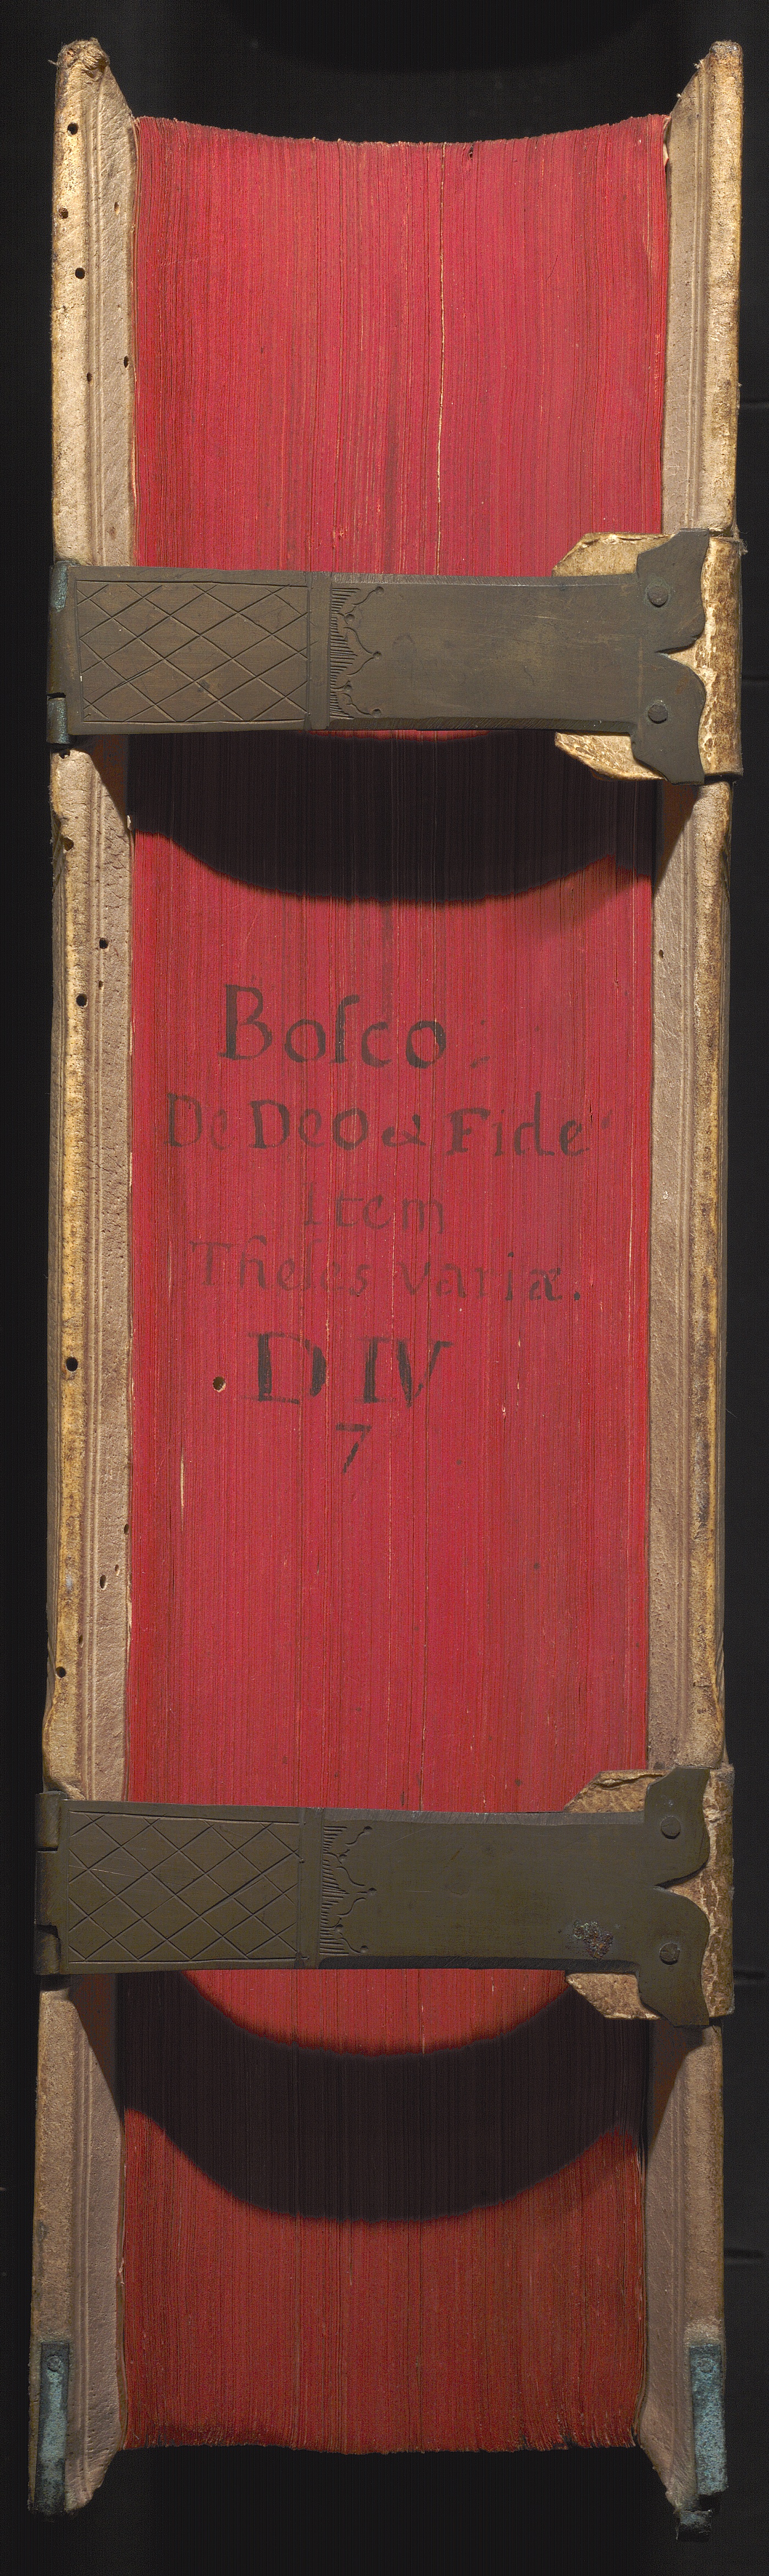 Boſco:
De Deo & Fide
Item
Theſes variæ.
D IV
7